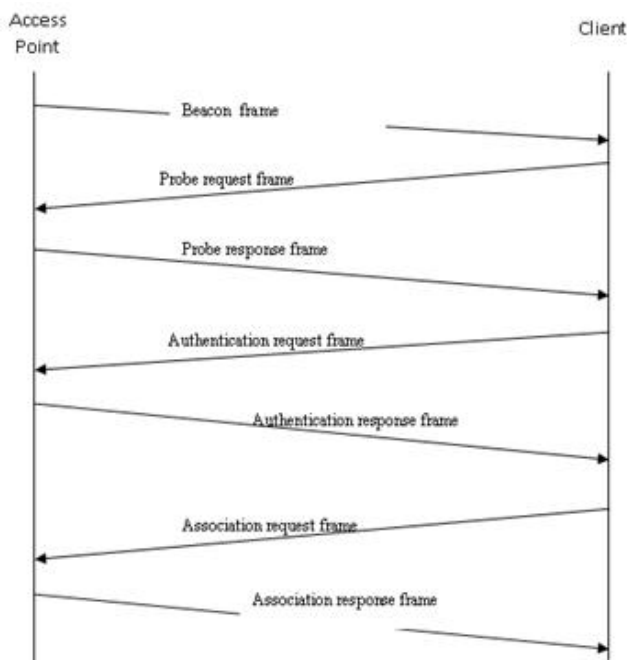 Access
Point
Client
Beacon frame
Probe request frame
Probe response frame
Authentication request frame
Authentication response frame
Association request frame
Association response frame